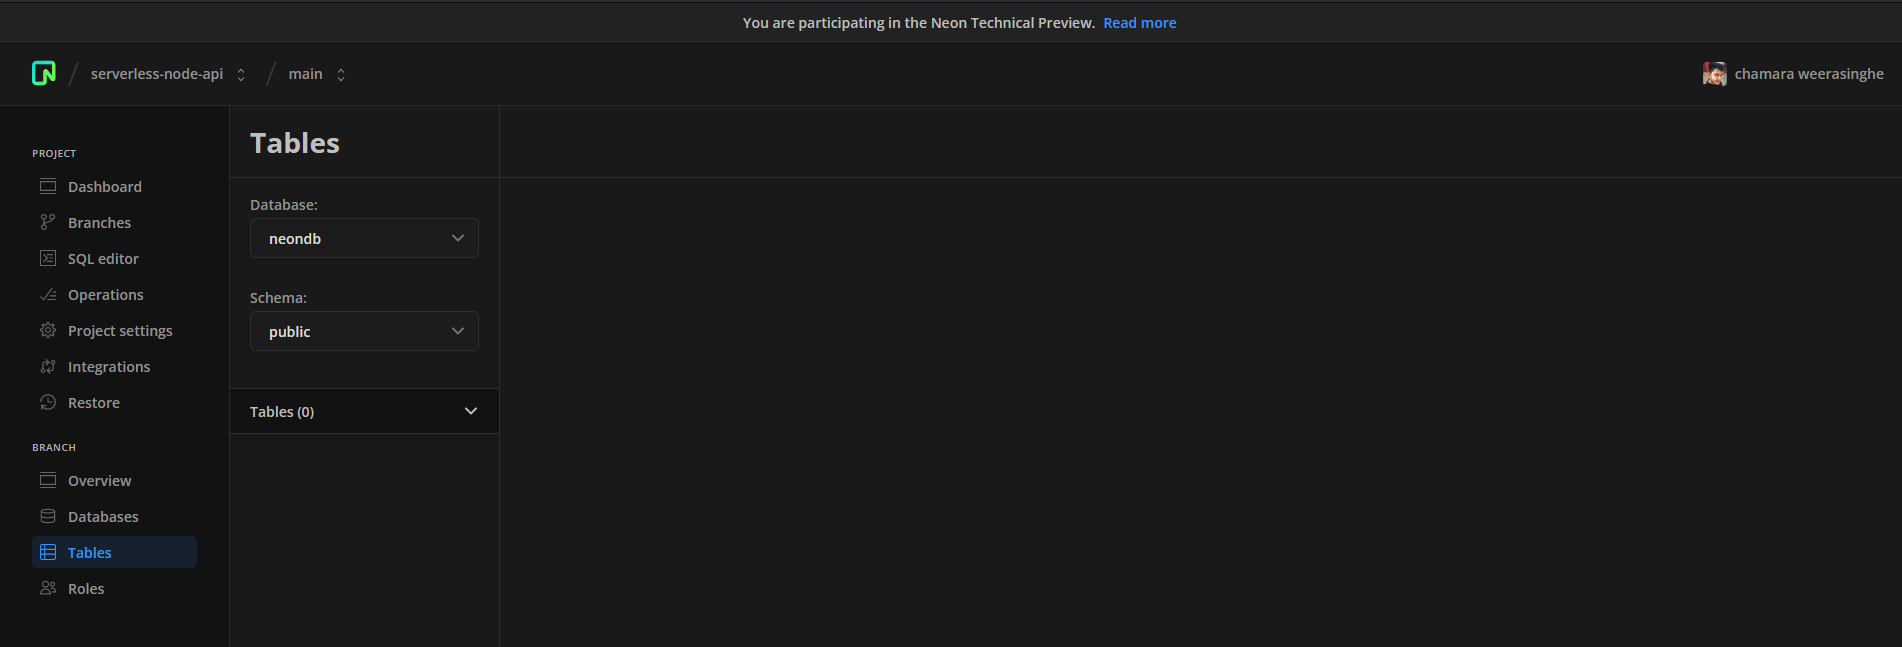 You are participating in the Neon Technical Preview. Read more
serverless-node-api main chamara weerasinghe
PROJECT
Dashboard
Branches
SQL editor
Operations
Project settings
Integrations
Restore
BRANCH
Overview
Databases
Tables
Roles
Tables
Database:
neondb
Schema:
public
Tables (0)